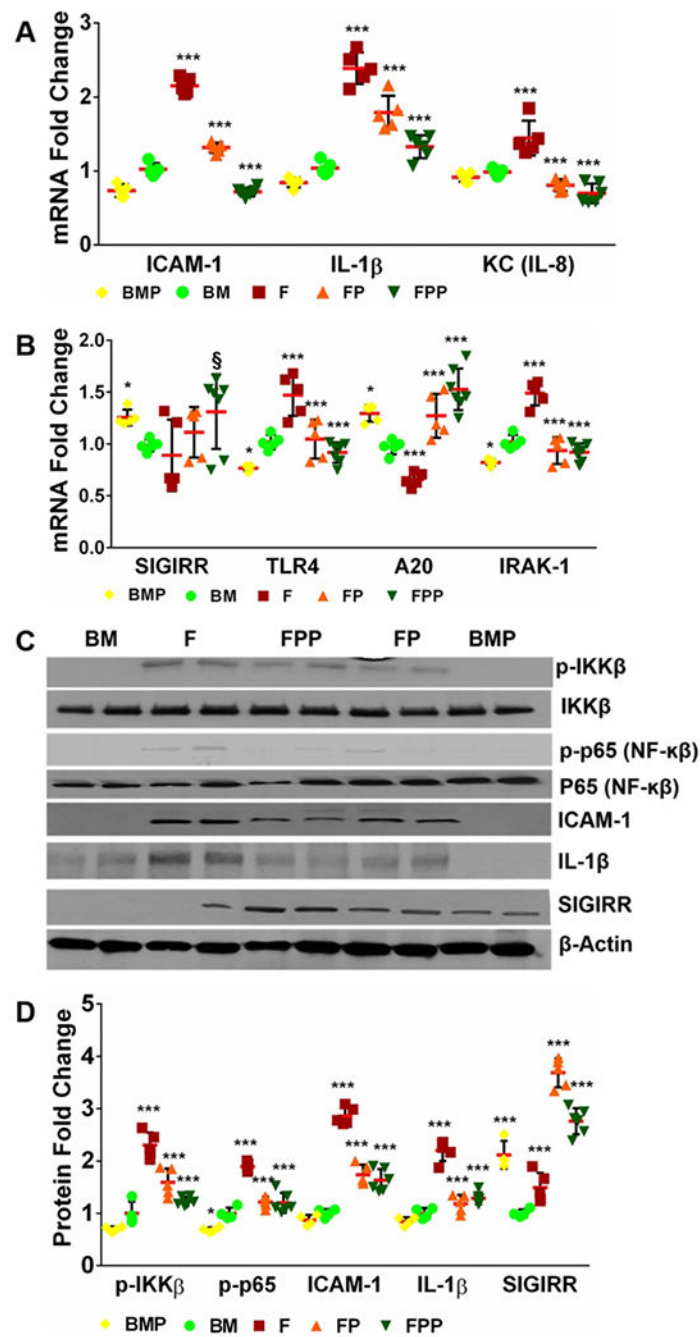 A
mRNA Fold Change
3
2
1
0
***
***
***
***
***
***
***
***
***
ICAM-1 IL-1β KC (IL-8)
BMP BM F FP FPP
B
mRNA Fold Change
2.0
1.5
1.0
0.5
0.0
*
§
*
***
***
***
*
***
***
***
*
***
***
***
SIGIRR TLR4 A20 IRAK-1
BMP BM F FP FPP
C
BM F FPP FP BMP
p-IKKβ
IKKβ
p-p65 (NF-κβ)
P65 (NF-κβ)
ICAM-1
IL-1β
SIGIRR
β-Actin
D
Protein Fold Change
5
4
3
2
1
0
***
***
***
*
***
***
***
***
***
***
***
***
***
***
***
***
***
p-IKKβ p-p65 ICAM-1 IL-1β SIGIRR
BMP BM F FP FPP